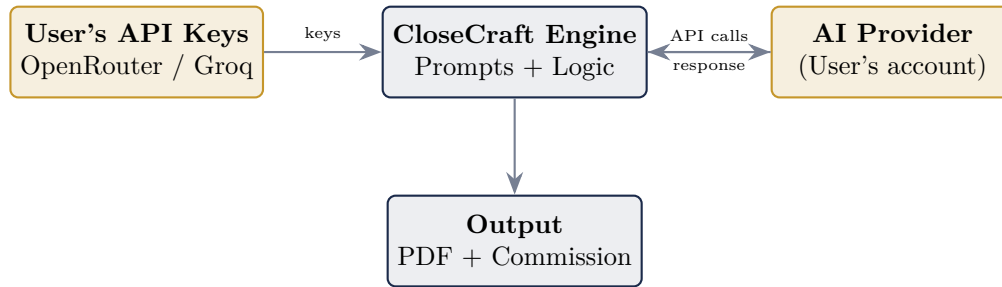 User's API Keys
OpenRouter / Groq
keys
CloseCraft Engine
Prompts + Logic
API calls
response
AI Provider
(User's account)
Output
PDF + Commission